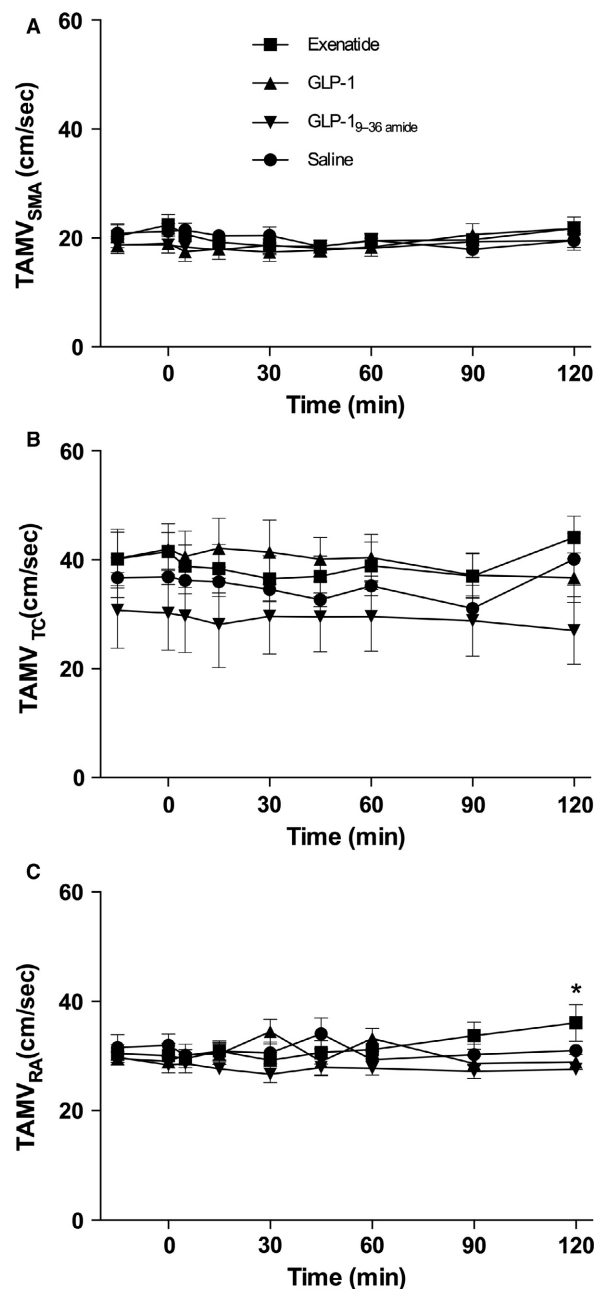 A
60
Exenatide
GLP-1
GLP-19–36 amide
Saline
40
20
0
TAMVSMA (cm/sec)
0 30 60 90 120
Time (min)
B
60
40
20
0
TAMV TC(cm/sec)
0 30 60 90 120
Time (min)
C
60
*
40
20
0
TAMVRA(cm/sec)
0 30 60 90 120
Time (min)